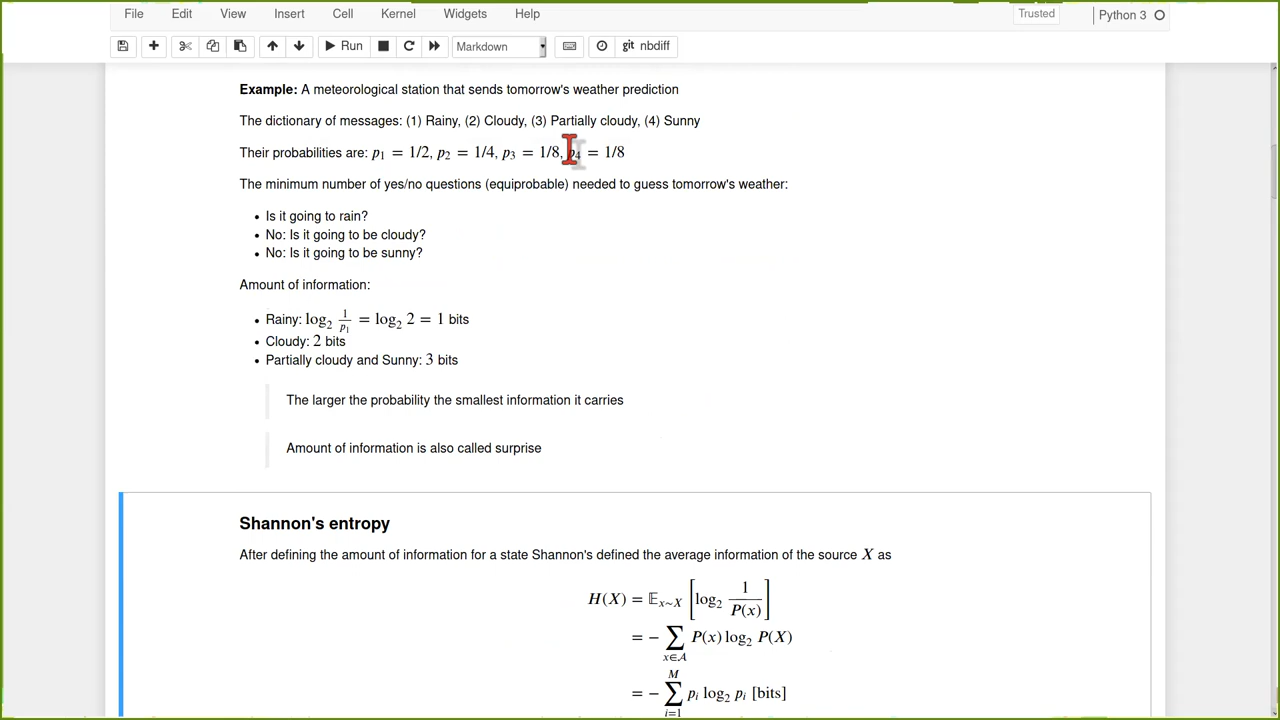 File Edit View Insert Cell Kernel Widgets Help Trusted Python 3
Run Markdown git nbdiff
Example: A meteorological station that sends tomorrow's weather prediction
The dictionary of messages: (1) Rainy, (2) Cloudy, (3) Partially cloudy, (4) Sunny
Their probabilities are: p₁ = 1/2, p₂ = 1/4, p₃ = 1/8, p₄ = 1/8
The minimum number of yes/no questions (equiprobable) needed to guess tomorrow's weather:
• Is it going to rain?
• No: Is it going to be cloudy?
• No: Is it going to be sunny?
Amount of information:
• Rainy: log₂ 1/p₁ = log₂ 2 = 1 bits
• Cloudy: 2 bits
• Partially cloudy and Sunny: 3 bits
The larger the probability the smallest information it carries
Amount of information is also called surprise
Shannon's entropy
After defining the amount of information for a state Shannon's defined the average information of the source X as
H(X) = 𝔼x∼X [log₂ 1/P(x)]
= − ∑x∈𝒜 P(x) log₂ P(X)
= − ∑i=1^M pᵢ log₂ pᵢ [bits]